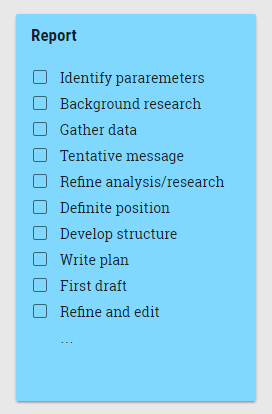 Report
Identify pararemeters
Background research
Gather data
Tentative message
Refine analysis/research
Definite position
Develop structure
Write plan
First draft
Refine and edit
...